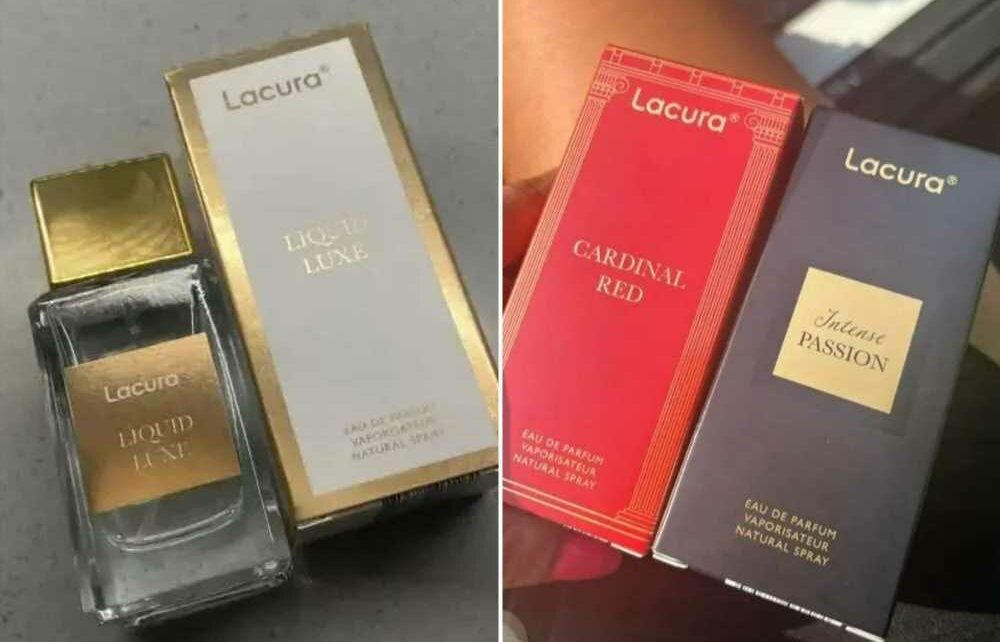 Lacura®
LIQUID
LUXE
EAU DE PARFUM
VAPORISATEUR
NATURAL SPRAY
Lacura
LIQUID
LUXE
Lacura®
CARDINAL
RED
EAU DE PARFUM
VAPORISATEUR
NATURAL SPRAY
Lacura®
Intense
PASSION
EAU DE PARFUM
VAPORISATEUR
NATURAL SPRAY